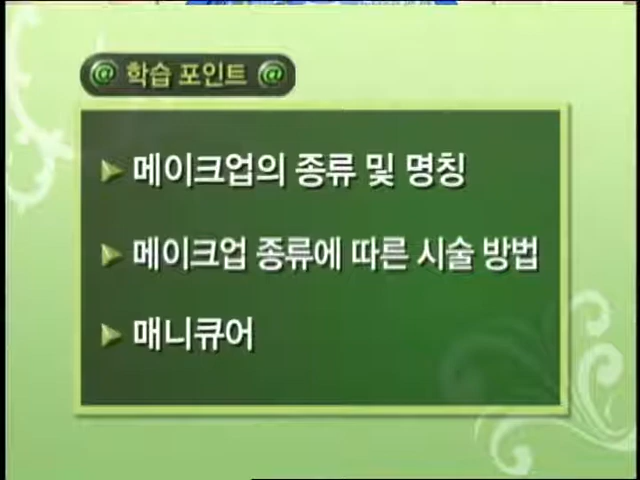 @ 학습 포인트 @
메이크업의 종류 및 명칭
메이크업 종류에 따른 시술 방법
매니큐어